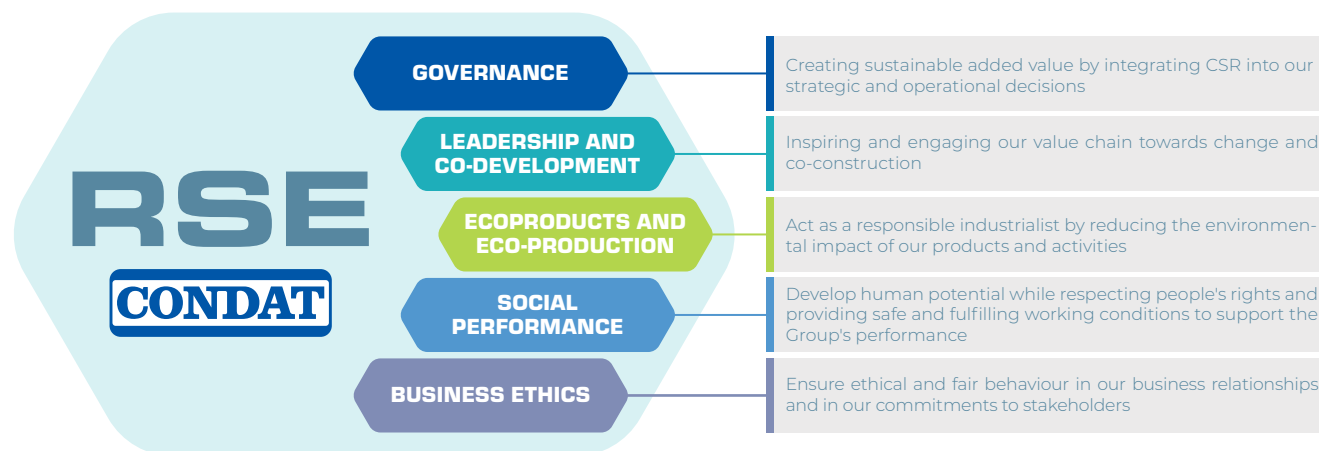 RSE
CONDAT
GOVERNANCE
Creating sustainable added value by integrating CSR into our
strategic and operational decisions
LEADERSHIP AND
CO-DEVELOPMENT
Inspiring and engaging our value chain towards change and
co-construction
ECOPRODUCTS AND
ECO-PRODUCTION
Act as a responsible industrialist by reducing the environmen-
tal impact of our products and activities
SOCIAL
PERFORMANCE
Develop human potential while respecting people's rights and
providing safe and fulfilling working conditions to support the
Group's performance
BUSINESS ETHICS
Ensure ethical and fair behaviour in our business relationships
and in our commitments to stakeholders